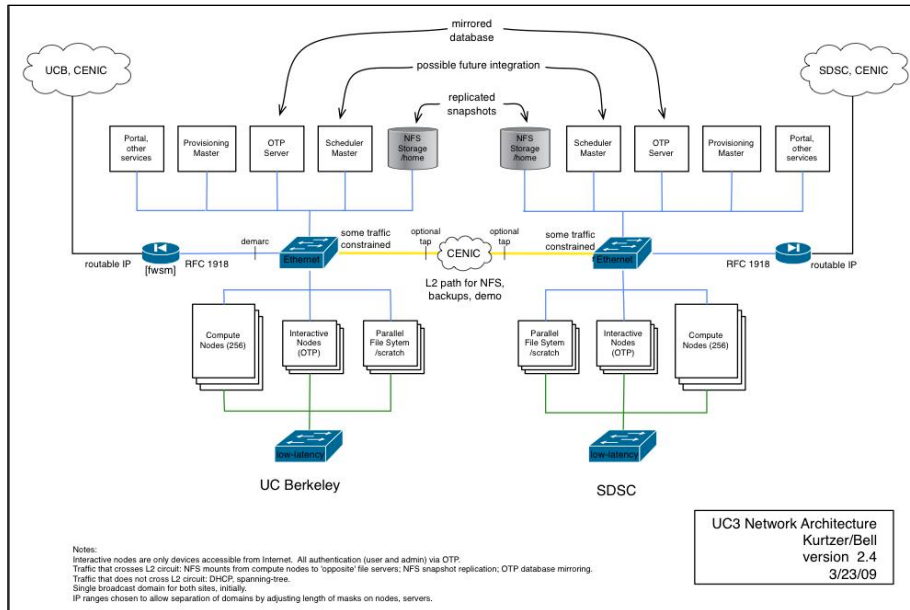 mirrored
database
UCB, CENIC
SDSC, CENIC
possible future integration
replicated
snapshots
Portal,
other
services
Provisioning
Master
OTP
Server
Scheduler
Master
NFS
Storage
/home
NFS
Storage
/home
Scheduler
Master
OTP
Server
Provisioning
Master
Portal,
other
services
routable IP
[fwsm]
RFC 1918
demarc
Ethernet
some traffic
constrained
optional
tap
CENIC
optional
tap
some traffic
constrained
Ethernet
RFC 1918
routable IP
L2 path for NFS,
backups, demo
Compute
Nodes (256)
Interactive
Nodes
(OTP)
Parallel
File Sytem
/scratch
Parallel
File Sytem
/scratch
Interactive
Nodes
(OTP)
Compute
Nodes (256)
low-latency
low-latency
UC Berkeley
SDSC
UC3 Network Architecture
Kurtzer/Bell
version 2.4
3/23/09
Notes:
Interactive nodes are only devices accessible from Internet. All authentication (user and admin) via OTP.
Traffic that crosses L2 circuit: NFS mounts from compute nodes to 'opposite' file servers; NFS snapshot replication; OTP database mirroring.
Traffic that does not cross L2 circuit: DHCP, spanning-tree.
Single broadcast domain for both sites, initially.
IP ranges chosen to allow separation of domains by adjusting length of masks on nodes, servers.